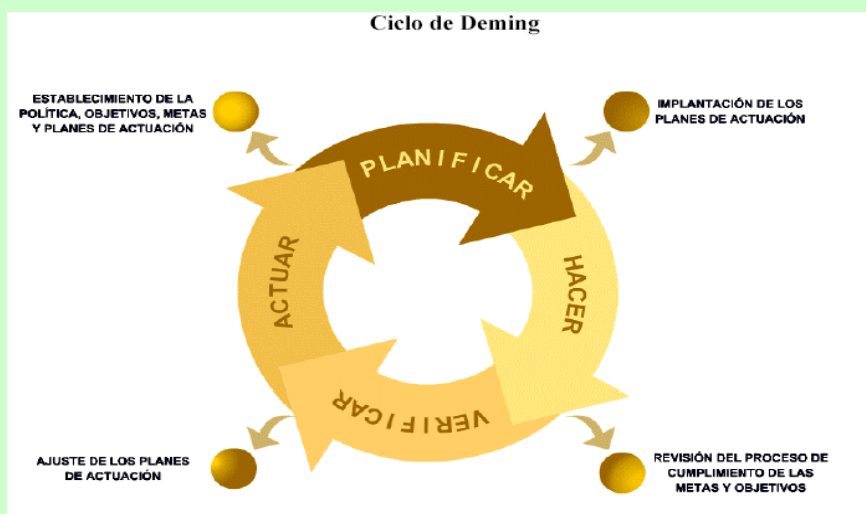 Ciclo de Deming
ESTABLECIMIENTO DE LA
POLÍTICA, OBJETIVOS, METAS
Y PLANES DE ACTUACIÓN
IMPLANTACIÓN DE LOS
PLANES DE ACTUACIÓN
PLANIFICAR
HACER
VERIFICAR
ACTUAR
AJUSTE DE LOS PLANES
DE ACTUACIÓN
REVISIÓN DEL PROCESO DE
CUMPLIMIENTO DE LAS
METAS Y OBJETIVOS